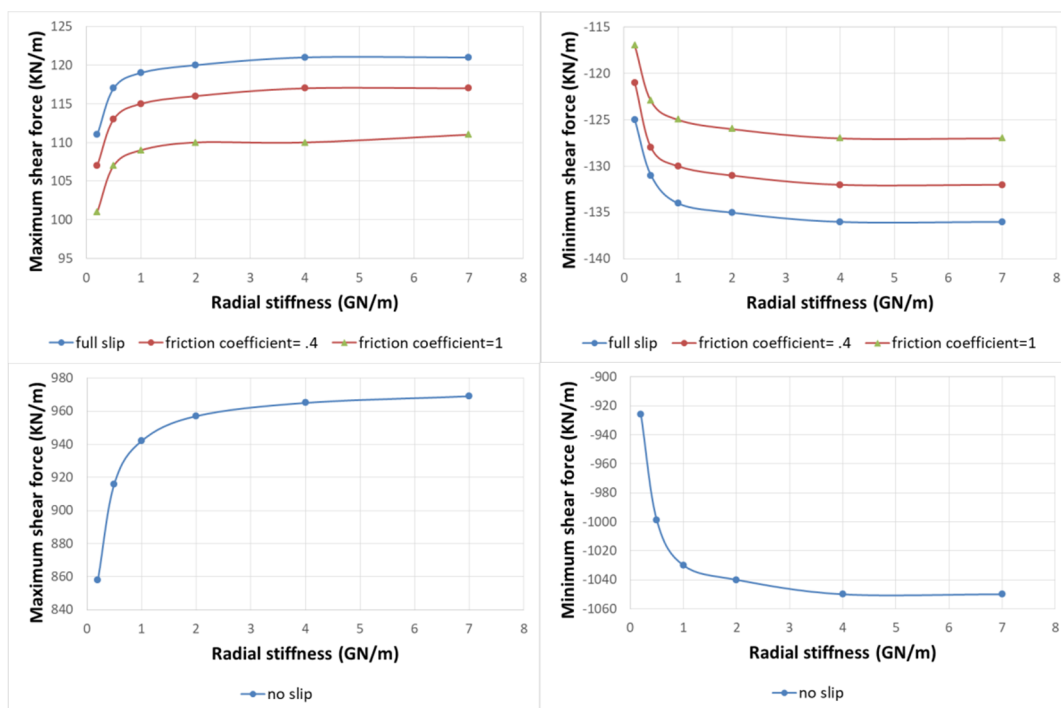 Maximum shear force (KN/m)
125
120
115
110
105
100
95
0 1 2 3 4 5 6 7 8
Radial stiffness (GN/m)
full slip friction coefficient= .4 friction coefficient=1
Minimum shear force (KN/m)
-115
-120
-125
-130
-135
-140
0 1 2 3 4 5 6 7 8
Radial stiffness (GN/m)
full slip friction coefficient= .4 friction coefficient=1
Maximum shear force (KN/m)
980
960
940
920
900
880
860
840
0 1 2 3 4 5 6 7 8
Radial stiffness (GN/m)
no slip
Minimum shear force (KN/m)
-900
-920
-940
-960
-980
-1000
-1020
-1040
-1060
0 1 2 3 4 5 6 7 8
Radial stiffness (GN/m)
no slip